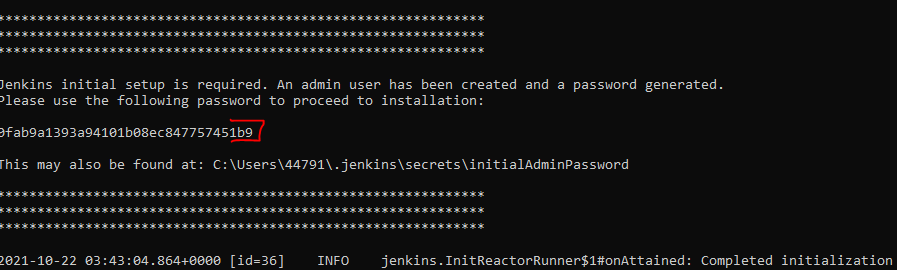 *************************************************************
*************************************************************
*************************************************************
Jenkins initial setup is required. An admin user has been created and a password generated.
Please use the following password to proceed to installation:
0fab9a1393a94101b08ec847757451b9
This may also be found at: C:\Users\44791\.jenkins\secrets\initialAdminPassword
*************************************************************
*************************************************************
*************************************************************
2021-10-22 03:43:04.864+0000 [id=36]    INFO    jenkins.InitReactorRunner$1#onAttained: Completed initialization